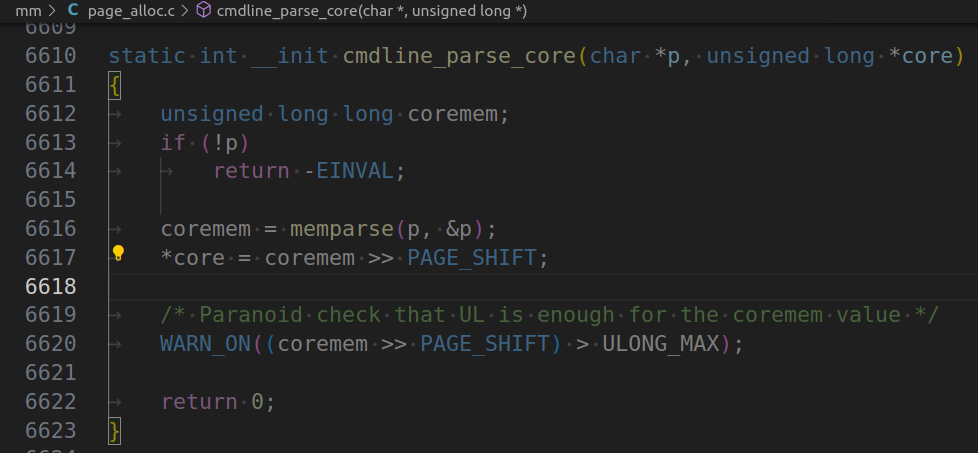 mm > C page_alloc.c > cmdline_parse_core(char *, unsigned long *)
6609
6610 static int __init cmdline_parse_core(char *p, unsigned long *core)
6611 {
6612 unsigned long long coremem;
6613 if (!p)
6614 return -EINVAL;
6615
6616 coremem = memparse(p, &p);
6617 *core = coremem >> PAGE_SHIFT;
6618
6619 /* Paranoid check that UL is enough for the coremem value */
6620 WARN_ON((coremem >> PAGE_SHIFT) > ULONG_MAX);
6621
6622 return 0;
6623 }